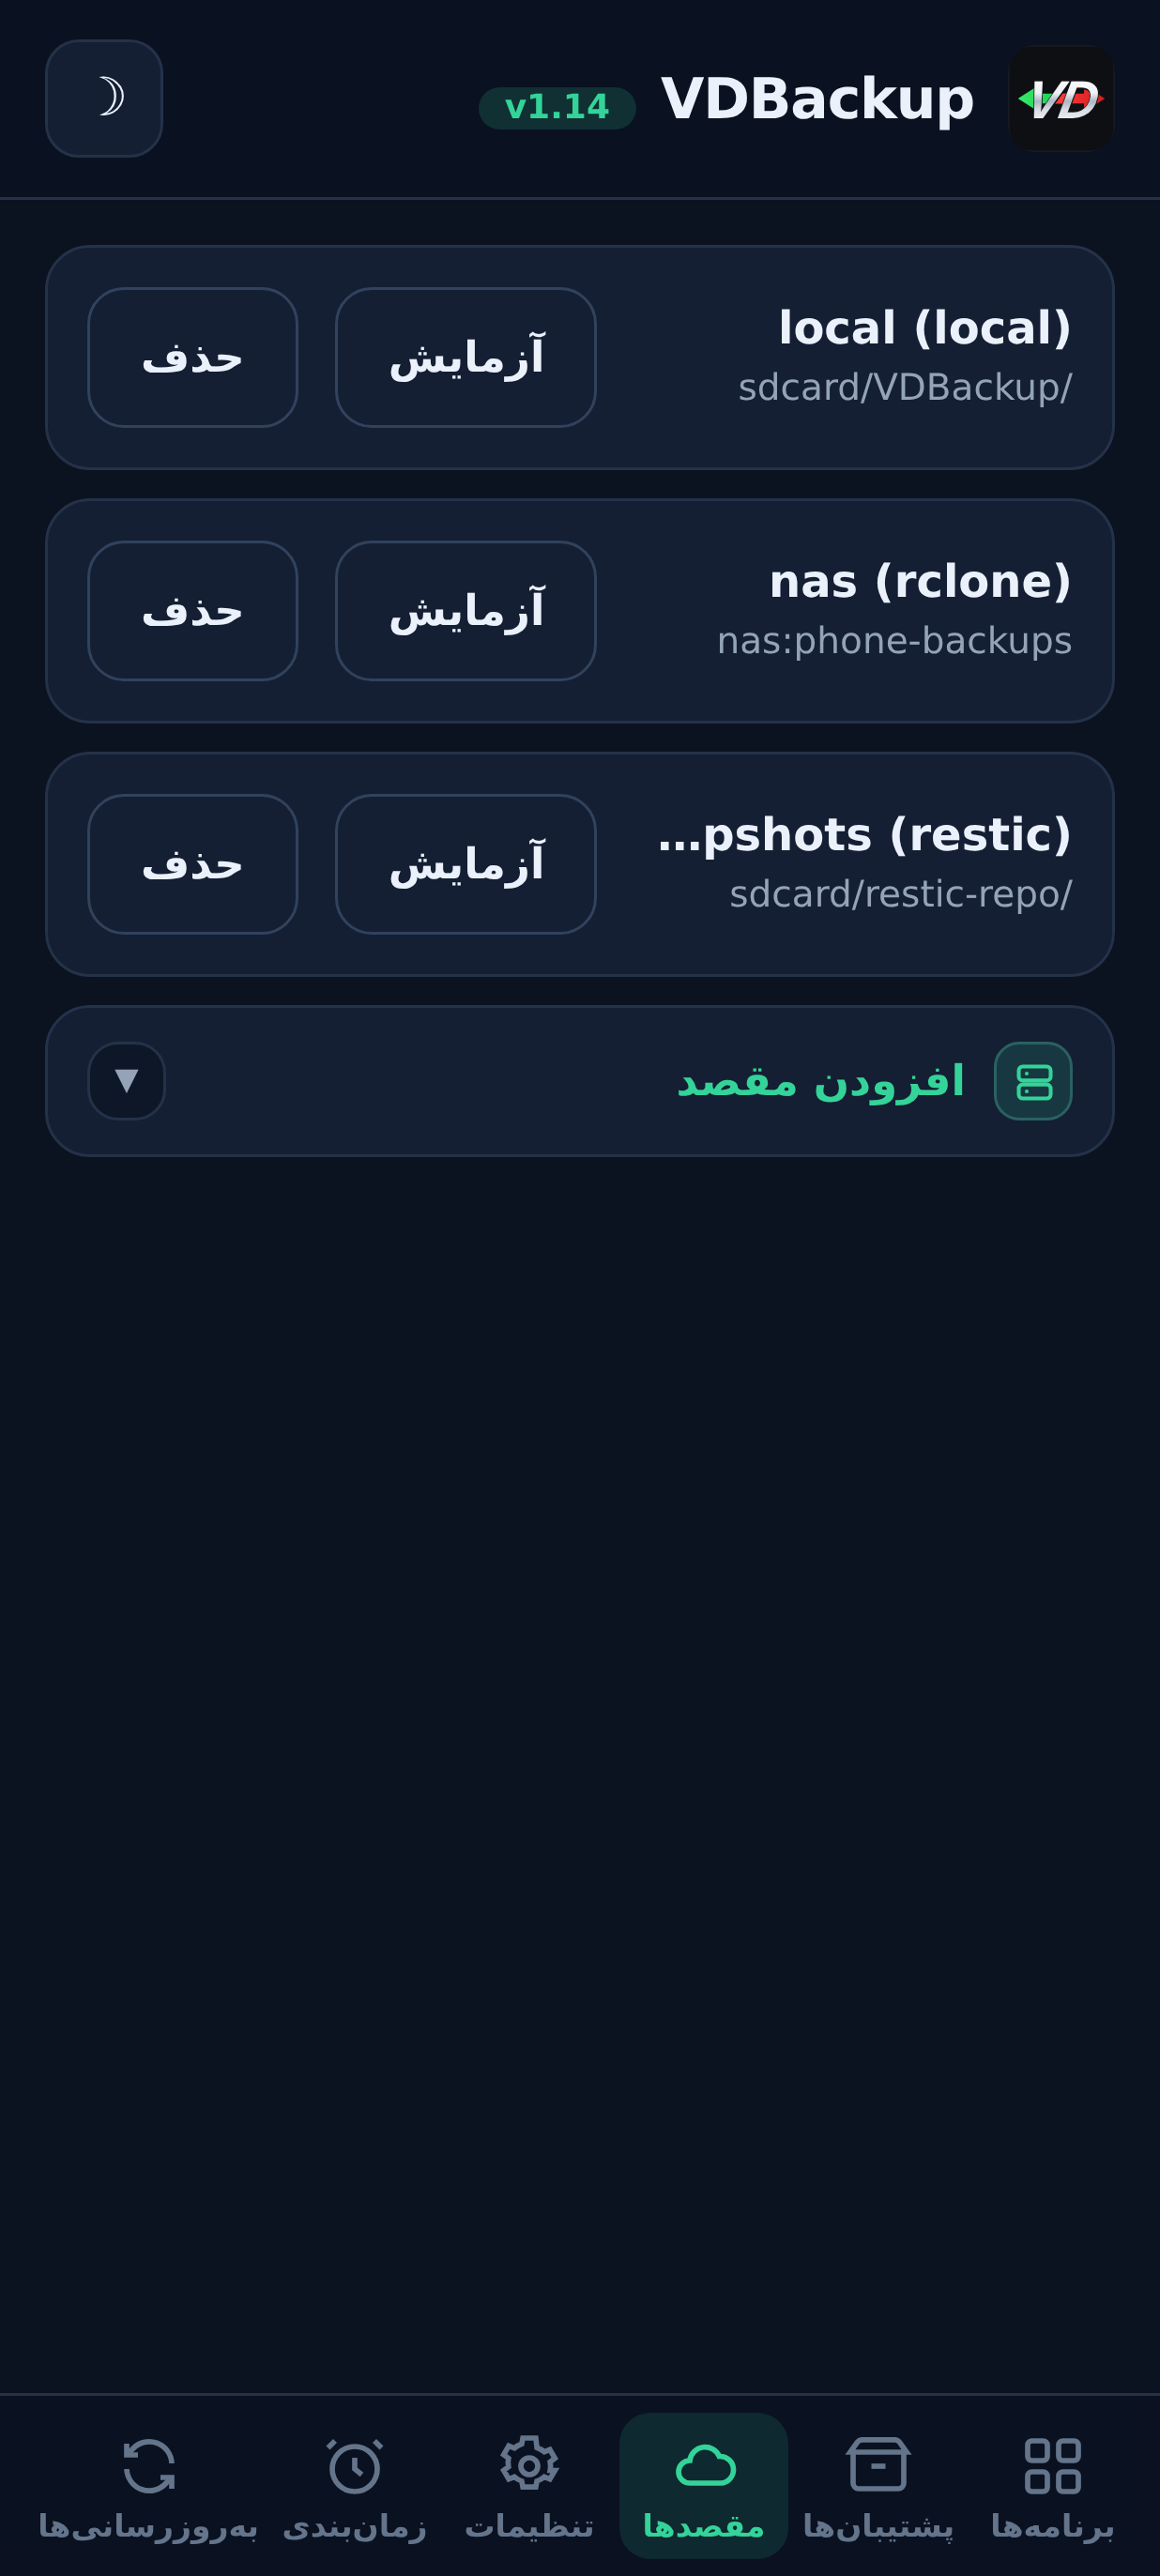 VD
VDBackup
v1.14
local (local)
sdcard/VDBackup/
آزمایش
حذف
nas (rclone)
nas:phone-backups
آزمایش
حذف
…pshots (restic)
sdcard/restic-repo/
آزمایش
حذف
افزودن مقصد
برنامه‌ها
پشتیبان‌ها
مقصدها
تنظیمات
زمان‌بندی
به‌روزرسانی‌ها